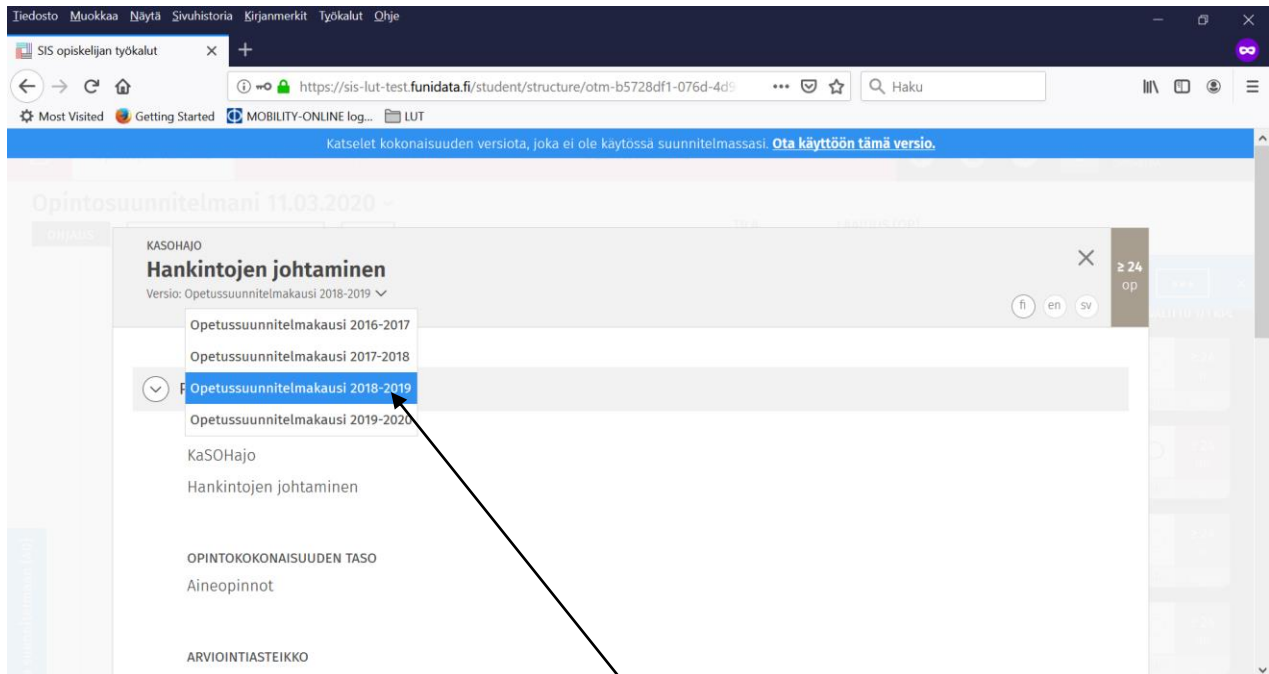 Tiedosto Muokkaa Näytä Sivuhistoria Kirjanmerkit Työkalut Ohje
SIS opiskelijan työkalut
https://sis-lut-test.funidata.fi/student/structure/otm-b5728df1-076d-4d9
Haku
Most Visited Getting Started MOBILITY-ONLINE log... LUT
Katselet kokonaisuuden versiota, joka ei ole käytössä suunnitelmassasi. Ota käyttöön tämä versio.
Opintosuunnitelmani 11.03.2020
KASOHAJO
Hankintojen johtaminen
Versio: Opetussuunnitelmakausi 2018-2019
≥ 24
op
fi en sv
Opetussuunnitelmakausi 2016-2017
Opetussuunnitelmakausi 2017-2018
Opetussuunnitelmakausi 2018-2019
Opetussuunnitelmakausi 2019-2020
KaSOHajo
Hankintojen johtaminen
OPINTOKOKONAISUUDEN TASO
Aineopinnot
ARVIOINTIASTEIKKO